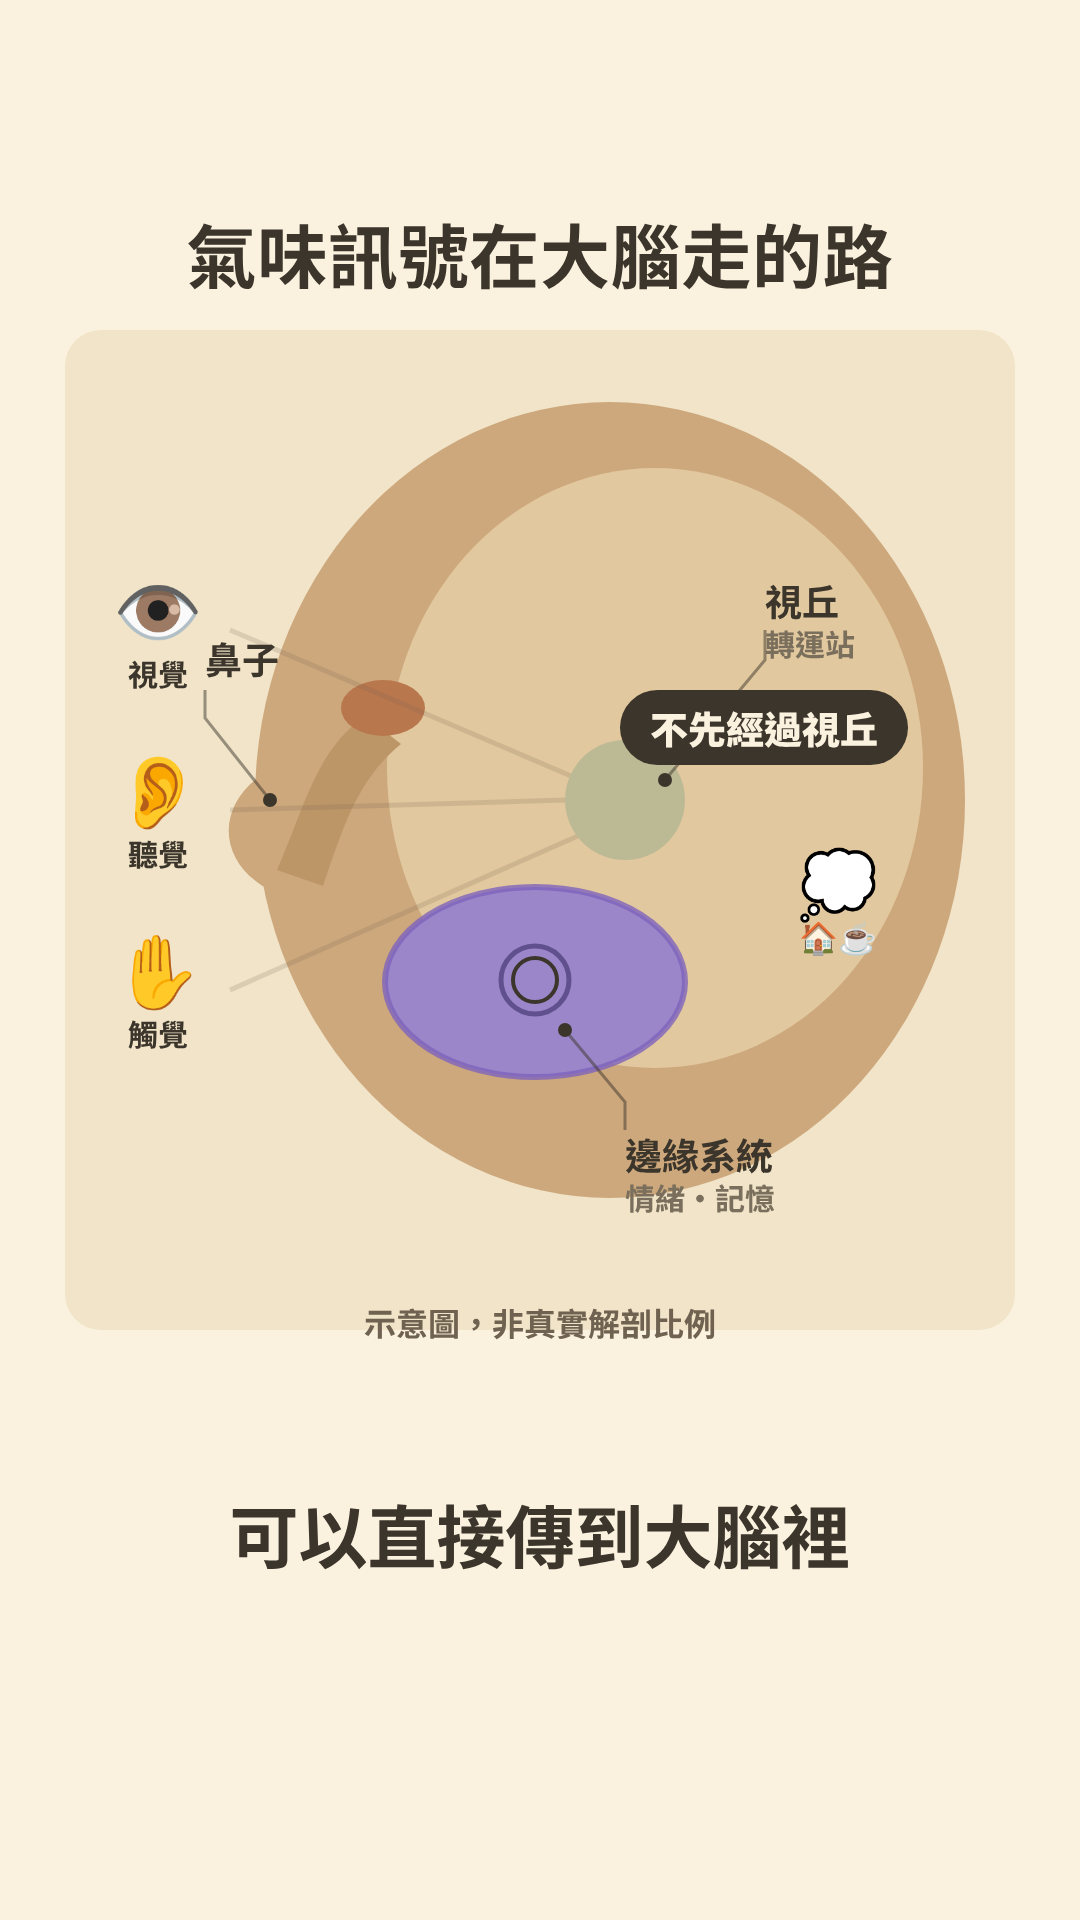 氣味訊號在大腦走的路
視丘
轉運站
鼻子
視覺
不先經過視丘
聽覺
觸覺
邊緣系統
情緒・記憶
示意圖，非真實解剖比例
可以直接傳到大腦裡